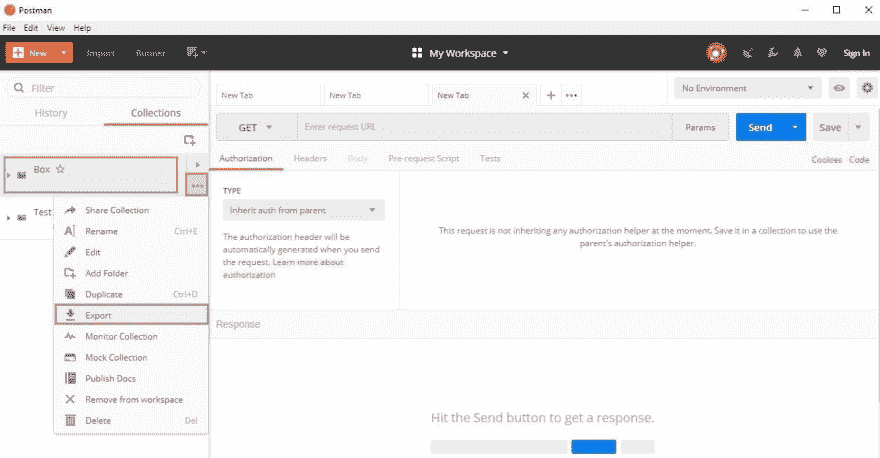 Postman
File Edit View Help
New Import Runner My Workspace Sign In
Filter
History Collections
Box
Test
Share Collection
Rename Ctrl+E
Edit
Add Folder
Duplicate Ctrl+D
Export
Monitor Collection
Mock Collection
Publish Docs
Remove from workspace
Delete Del
New Tab New Tab New Tab
No Environment
GET Enter request URL Params Send Save
Authorization Headers Body Pre-request Script Tests Cookies Code
TYPE
Inherit auth from parent
The authorization header will be
automatically generated when you send
the request. Learn more about
authorization
This request is not inheriting any authorization helper at the moment. Save it in a collection to use the
parent's authorization helper.
Response
Hit the Send button to get a response.